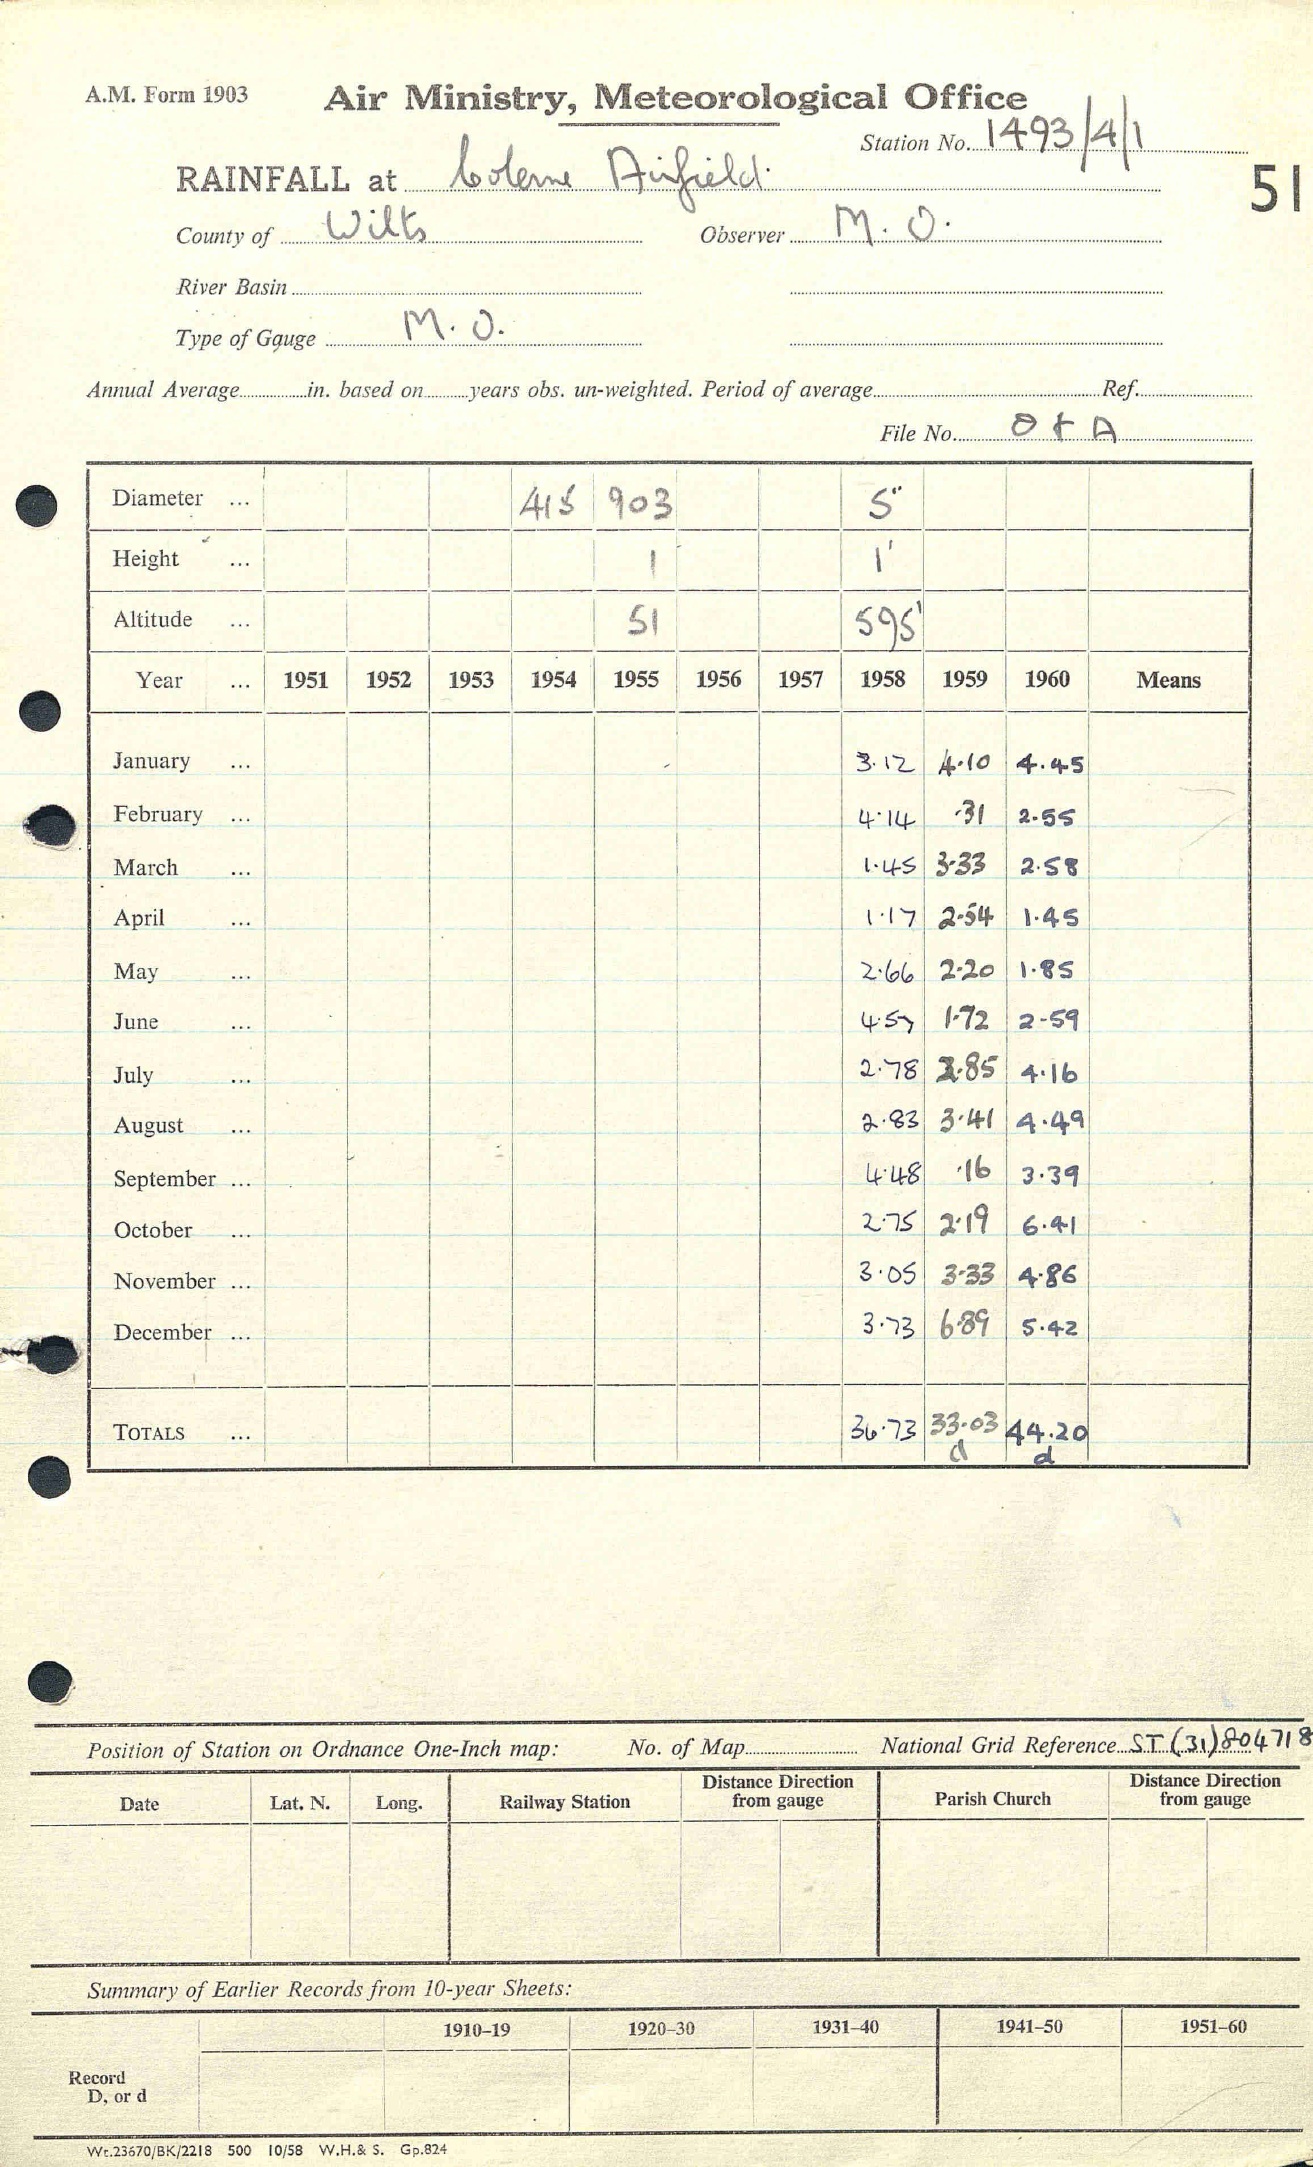 A.M. Form 1903 Air Ministry, Meteorological Office
Station No. 1493/4/1
RAINFALL at Colerne Airfield. 51
County of Wilts Observer M. O.
River Basin
Type of Gauge M. O.
Annual Average in. based on years obs. un-weighted. Period of average Ref.
File No. O & A
Diameter ... 415 903 5"
Height ... 1 1'
Altitude ... 51 595'
Year ... 1951 1952 1953 1954 1955 1956 1957 1958 1959 1960 Means
January ... 3.12 4.10 4.45
February ... 4.14 .31 2.55
March ... 1.45 3.33 2.58
April ... 1.17 2.54 1.45
May ... 2.66 2.20 1.85
June ... 4.57 1.72 2.59
July ... 2.78 2.85 4.16
August ... 2.83 3.41 4.49
September ... 4.48 .16 3.39
October ... 2.75 2.19 6.41
November ... 3.05 3.33 4.86
December ... 3.73 6.89 5.42
TOTALS ... 36.73 33.03 44.20
d d
Position of Station on Ordnance One-Inch map: No. of Map National Grid Reference ST (31) 804718
Date Lat. N. Long. Railway Station Distance Direction from gauge Parish Church Distance Direction from gauge
Summary of Earlier Records from 10-year Sheets:
1910–19 1920–30 1931–40 1941–50 1951–60
Record
D, or d
Wt.23670/BK/2218 500 10/58 W.H.& S. Gp.824